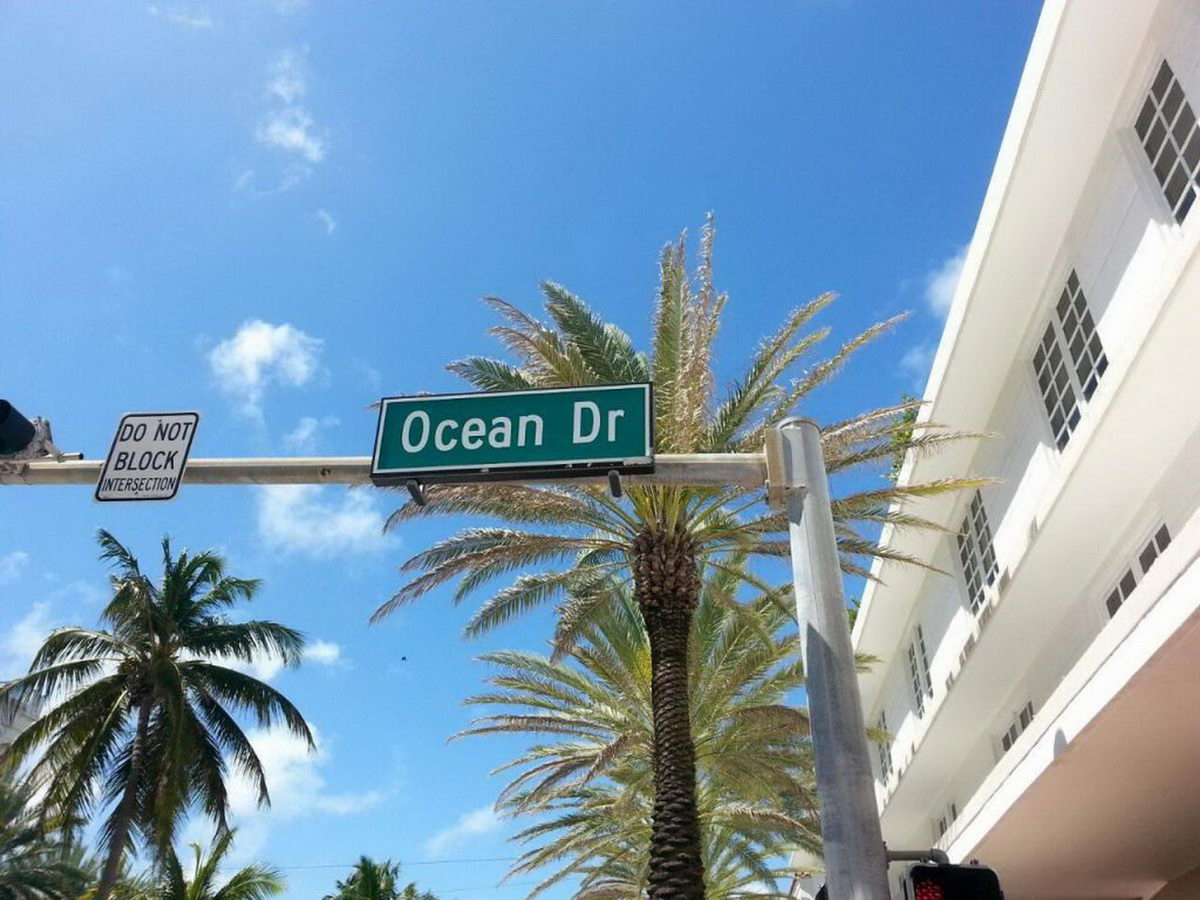 Ocean Dr
DO NOT
BLOCK
INTERSECTION